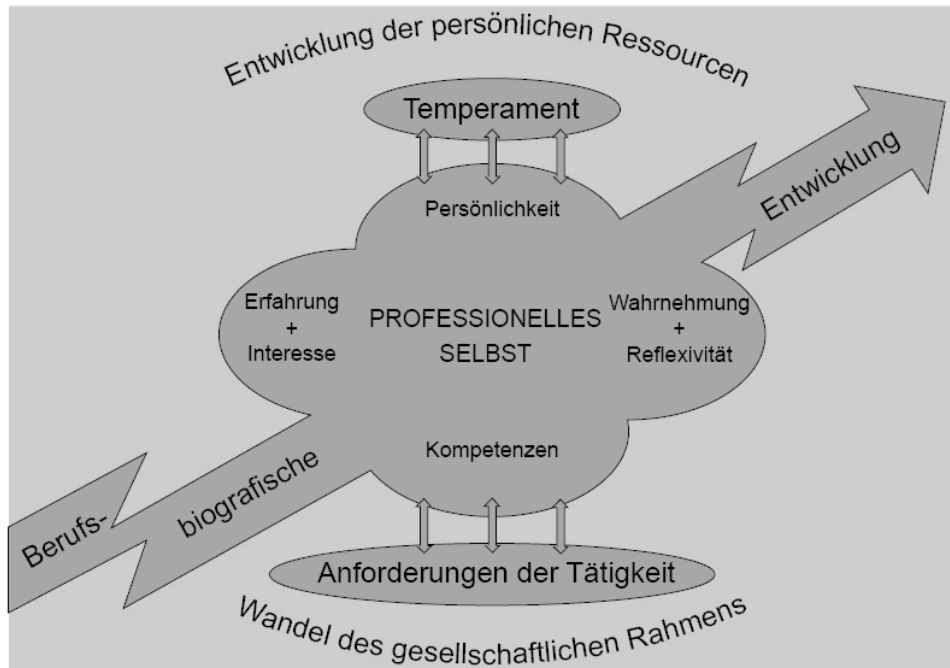 Entwicklung der persönlichen Ressourcen
Temperament
Persönlichkeit
Entwicklung
Erfahrung
+
Interesse
PROFESSIONELLES
SELBST
Wahrnehmung
+
Reflexivität
Kompetenzen
Berufs-
biografische
Anforderungen der Tätigkeit
Wandel des gesellschaftlichen Rahmens